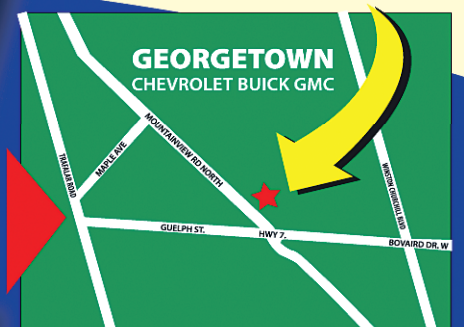 GEORGETOWN
CHEVROLET BUICK GMC
MOUNTAINVIEW RD NORTH
MAPLE AVE
TRAFALAR ROAD
WINSTON CHURCHILL BLVD
GUELPH ST.
HWY 7.
BOVAIRD DR. W